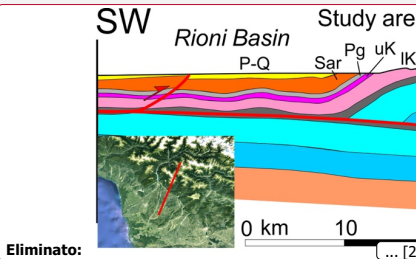 SW
Study are
Rioni Basin
P-Q
Sar
Pg
uK
lK
0 km 10
Eliminato:
... [2